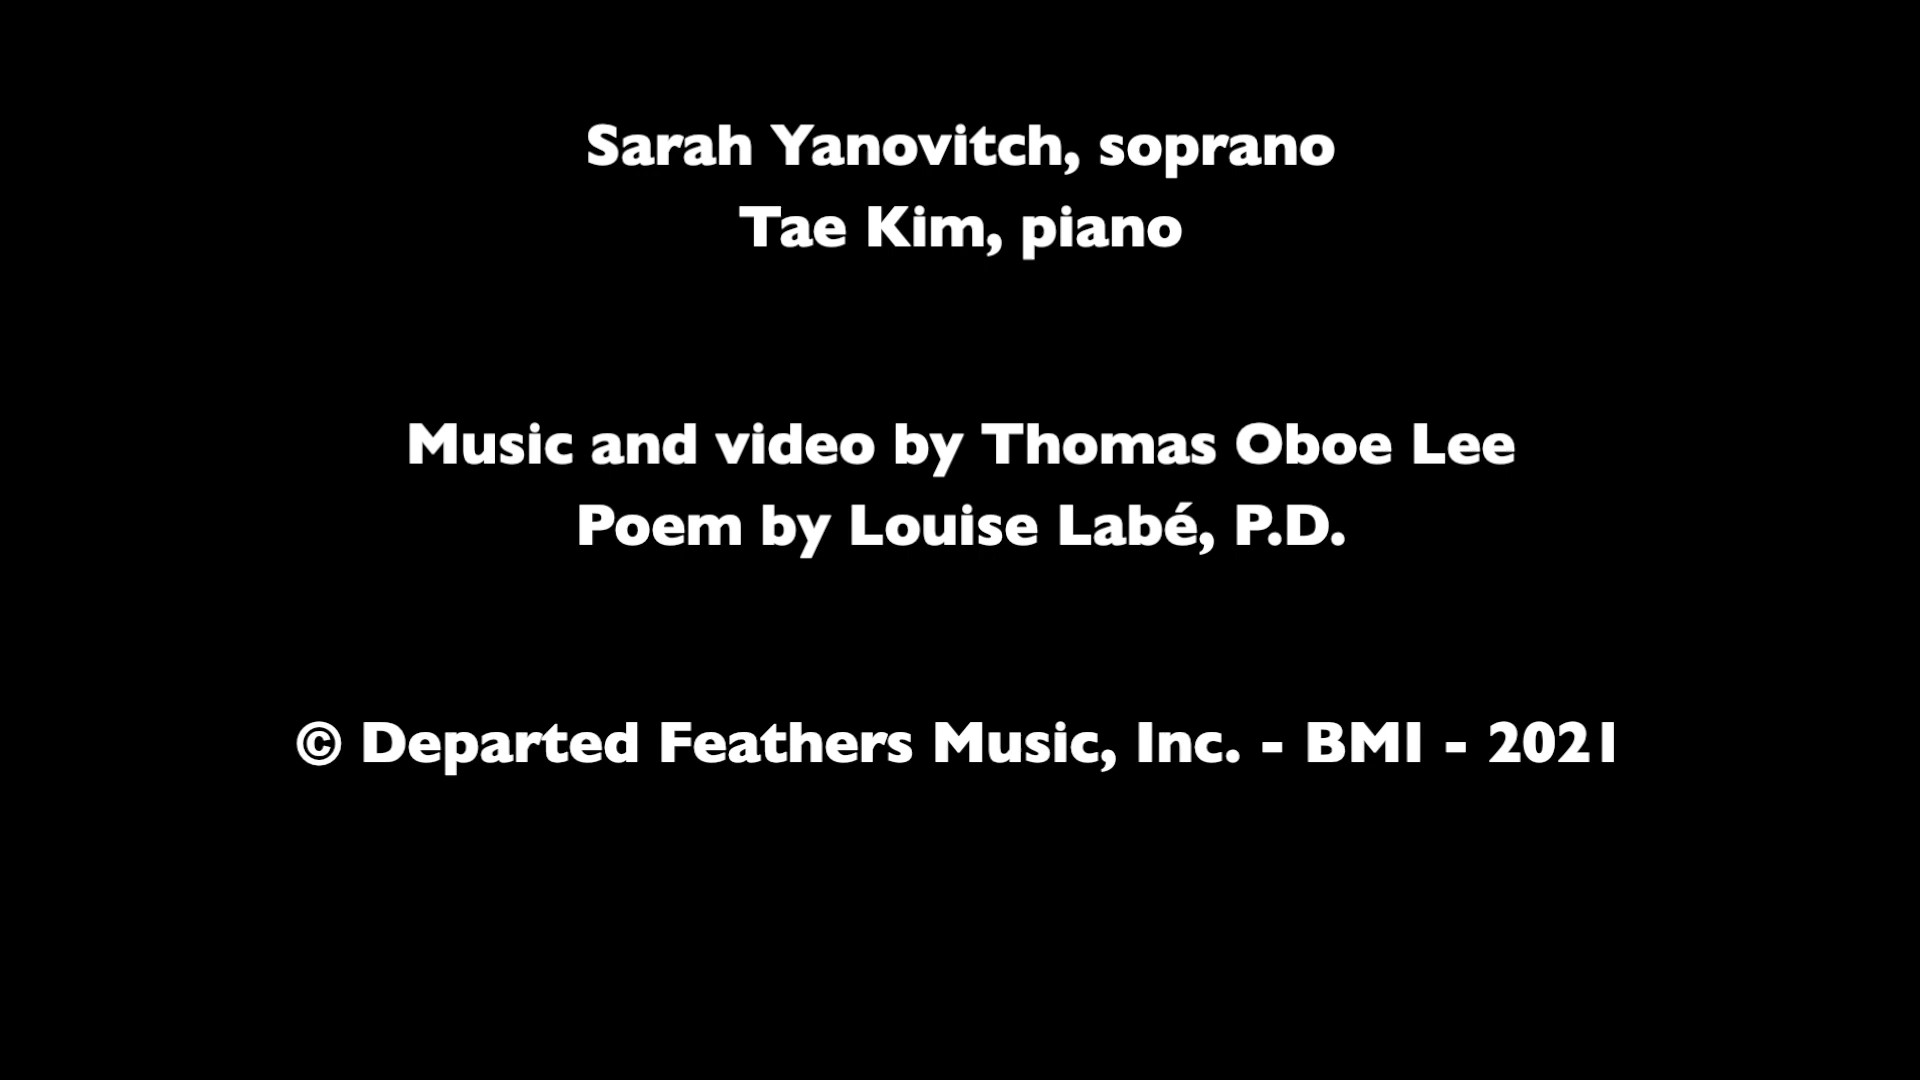 Sarah Yanovitch, soprano
Tae Kim, piano
Music and video by Thomas Oboe Lee
Poem by Louise Labé, P.D.
© Departed Feathers Music, Inc. - BMI - 2021